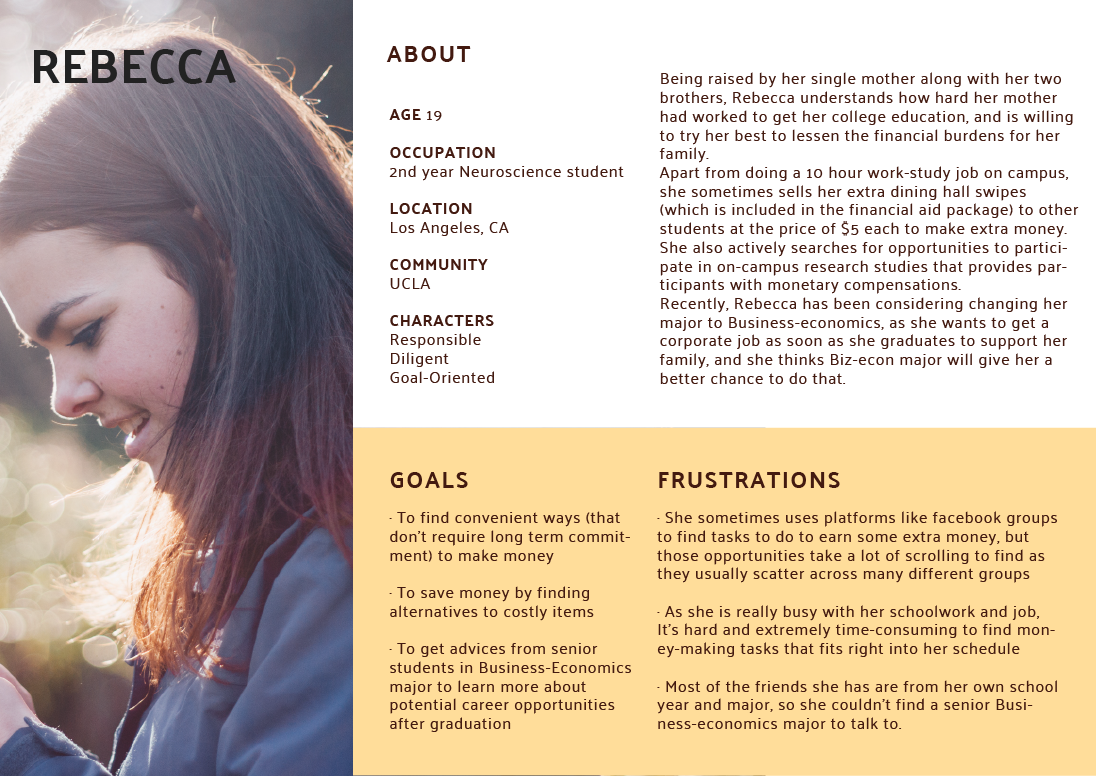 REBECCA
ABOUT
AGE 19
OCCUPATION
2nd year Neuroscience student
LOCATION
Los Angeles, CA
COMMUNITY
UCLA
CHARACTERS
Responsible
Diligent
Goal-Oriented
Being raised by her single mother along with her two
brothers, Rebecca understands how hard her mother
had worked to get her college education, and is willing
to try her best to lessen the financial burdens for her
family.
Apart from doing a 10 hour work-study job on campus,
she sometimes sells her extra dining hall swipes
(which is included in the financial aid package) to other
students at the price of $5 each to make extra money.
She also actively searches for opportunities to partici-
pate in on-campus research studies that provides par-
ticipants with monetary compensations.
Recently, Rebecca has been considering changing her
major to Business-economics, as she wants to get a
corporate job as soon as she graduates to support her
family, and she thinks Biz-econ major will give her a
better chance to do that.
GOALS
· To find convenient ways (that
don't require long term commit-
ment) to make money
· To save money by finding
alternatives to costly items
· To get advices from senior
students in Business-Economics
major to learn more about
potential career opportunities
after graduation
FRUSTRATIONS
· She sometimes uses platforms like facebook groups
to find tasks to do to earn some extra money, but
those opportunities take a lot of scrolling to find as
they usually scatter across many different groups
· As she is really busy with her schoolwork and job,
It's hard and extremely time-consuming to find mon-
ey-making tasks that fits right into her schedule
· Most of the friends she has are from her own school
year and major, so she couldn't find a senior Busi-
ness-economics major to talk to.